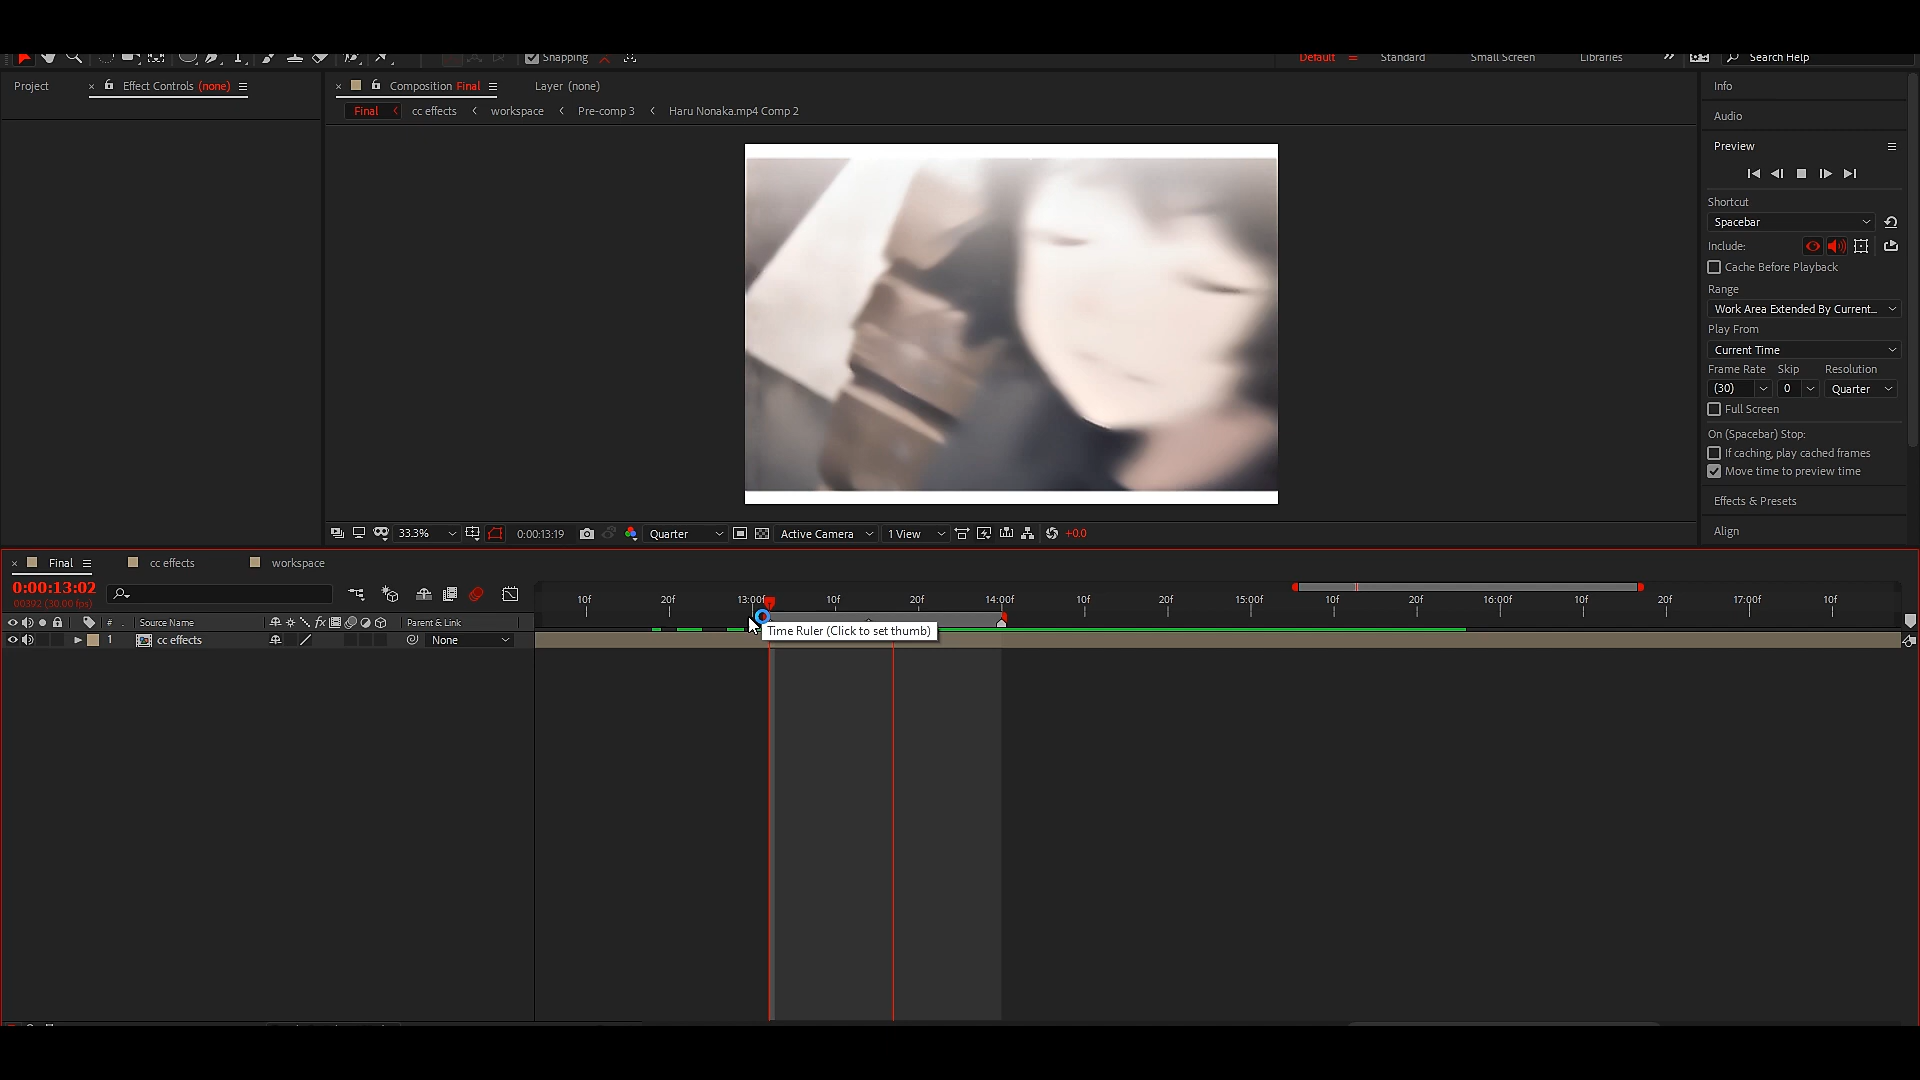 Snapping
Default
Standard
Small Screen
Libraries
Search Help
Project
Effect Controls (none)
Composition Final
Layer (none)
Final
cc effects
workspace
Pre-comp 3
Haru Nonaka.mp4 Comp 2
Info
Audio
Preview
Shortcut
Spacebar
Include:
Cache Before Playback
Range
Work Area Extended By Current...
Play From
Current Time
Frame Rate Skip Resolution
(30) 0 Quarter
Full Screen
On (Spacebar) Stop:
If caching, play cached frames
Move time to preview time
Effects & Presets
Align
33.3% 0:00:13:19 Quarter Active Camera 1 View +0.0
Final
cc effects
workspace
0:00:13:02
00392 (30.00 fps)
10f 20f 13:00f 10f 20f 14:00f 10f 20f 15:00f 10f 20f 16:00f 10f 20f 17:00f 10f
# . Source Name fx Parent & Link
Time Ruler (Click to set thumb)
1 cc effects None